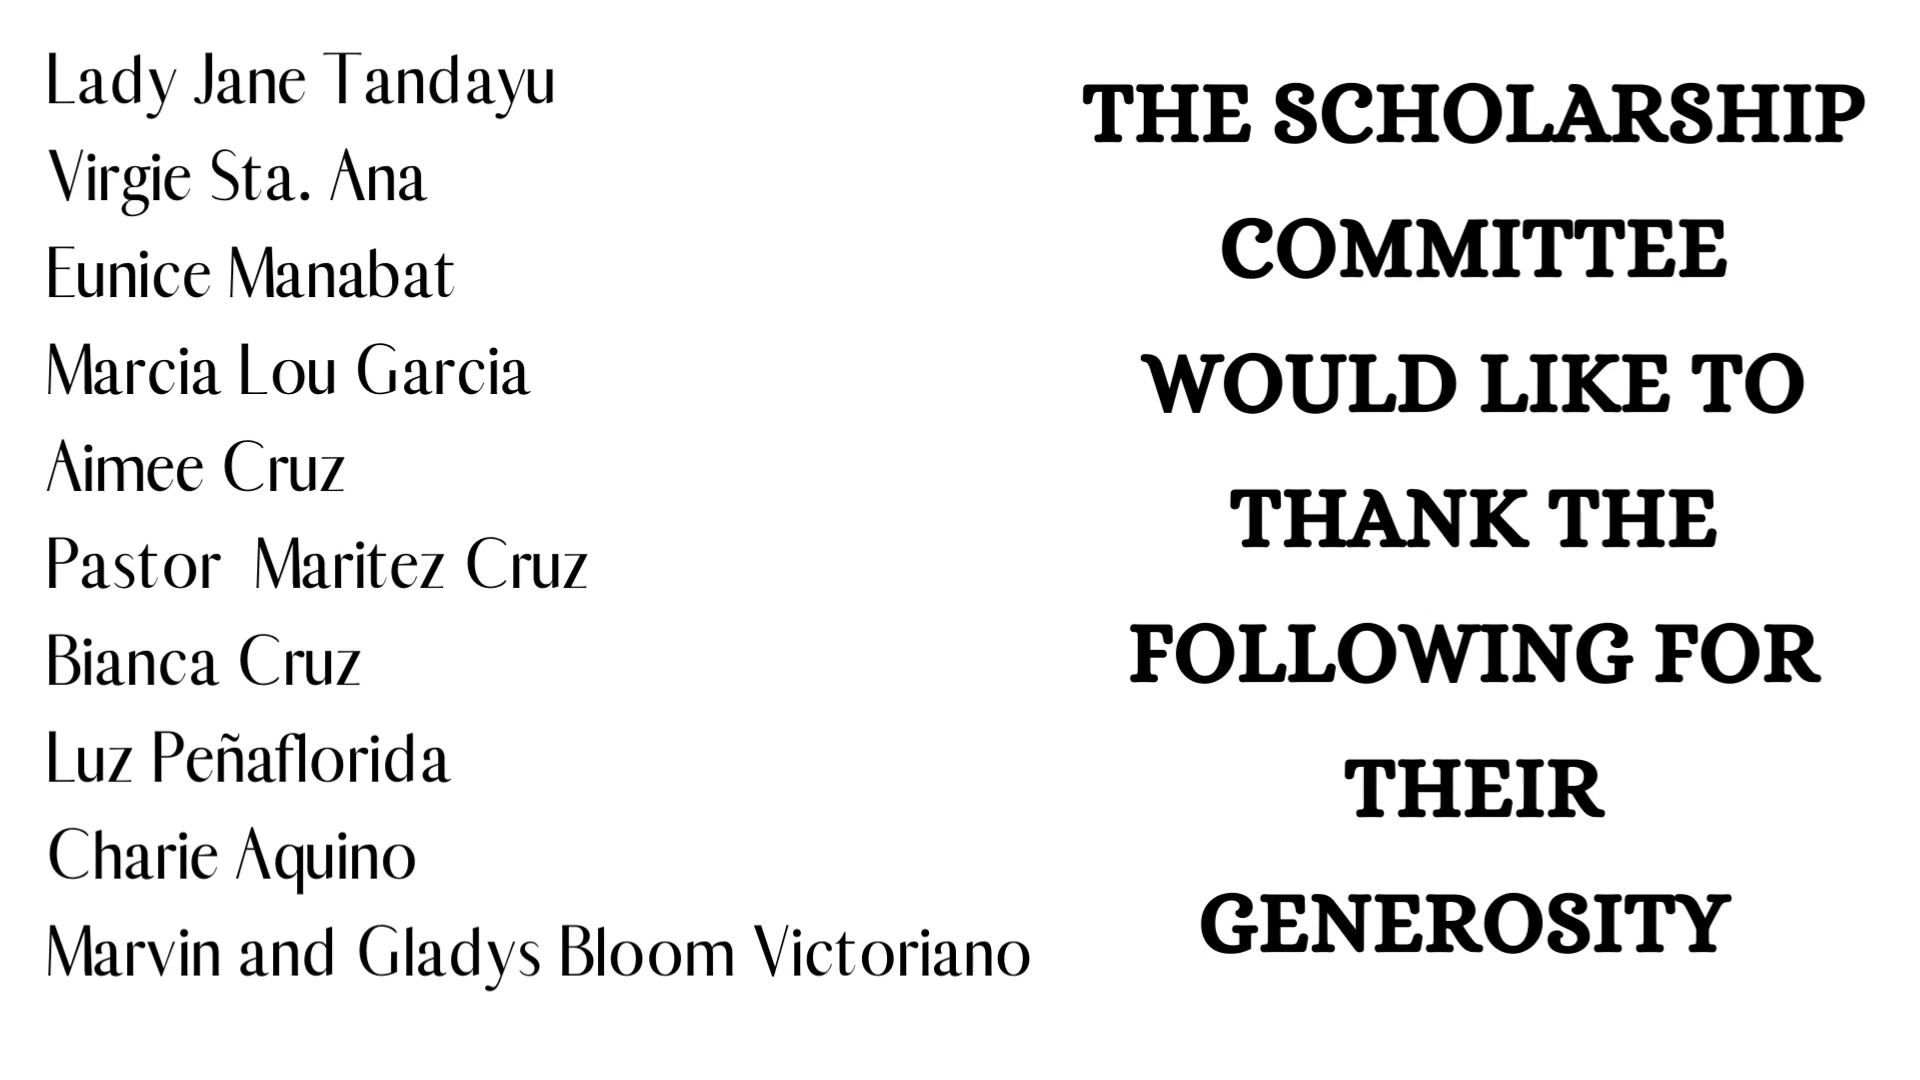 Lady Jane Tandayu
Virgie Sta. Ana
Eunice Manabat
Marcia Lou Garcia
Aimee Cruz
Pastor  Maritez Cruz
Bianca Cruz
Luz Peñaflorida
Charie Aquino
Marvin and Gladys Bloom Victoriano
THE SCHOLARSHIP
COMMITTEE
WOULD LIKE TO
THANK THE
FOLLOWING FOR
THEIR
GENEROSITY